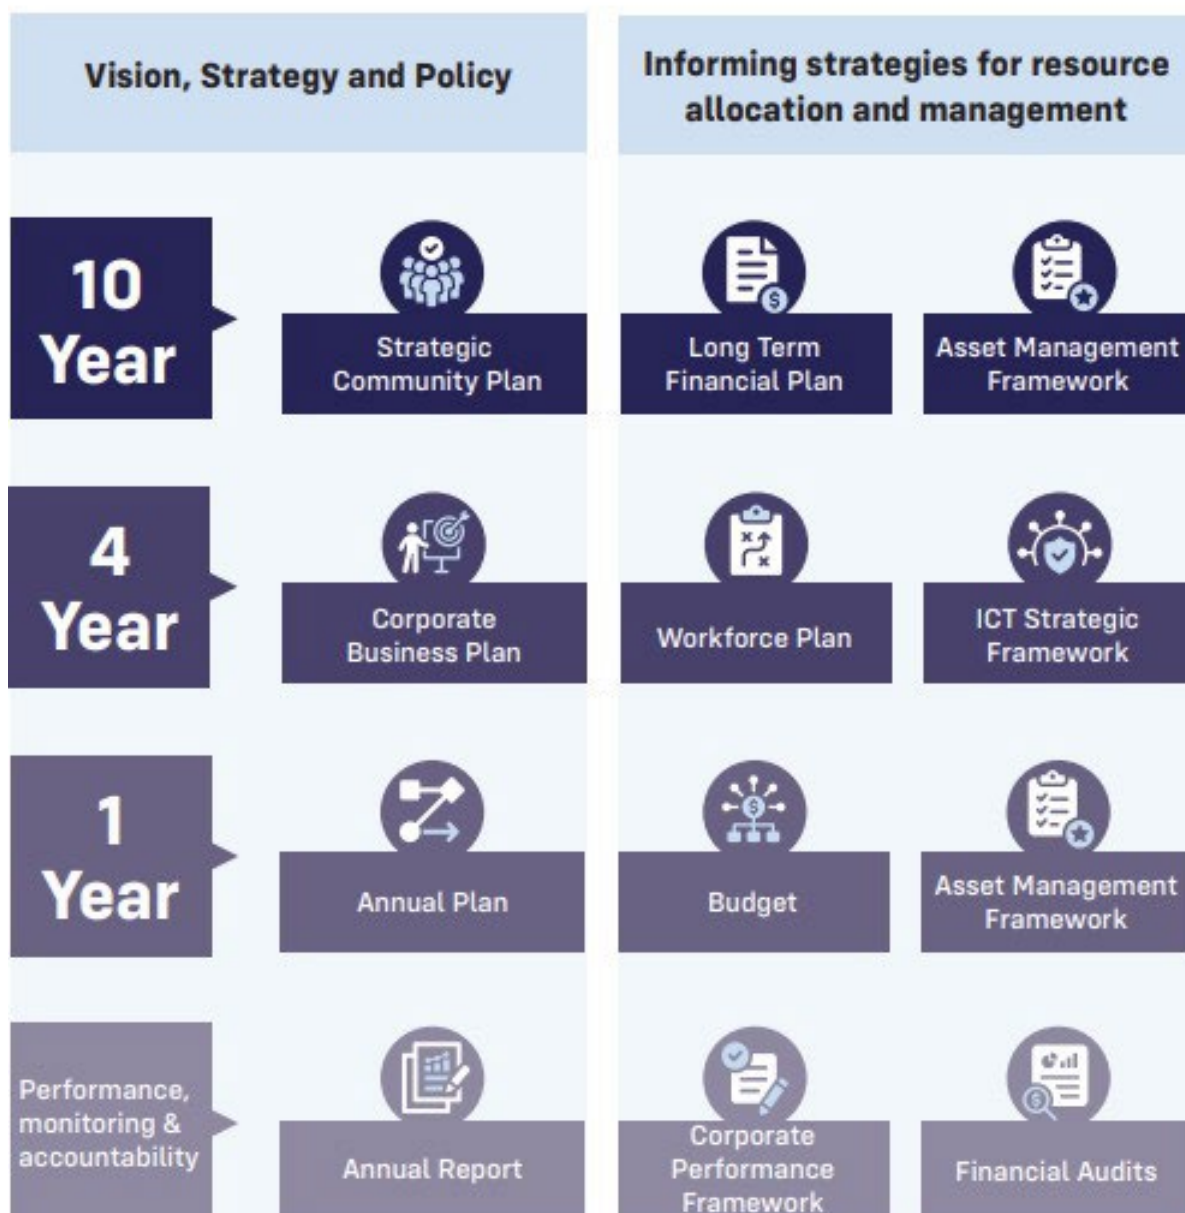 Vision, Strategy and Policy
Informing strategies for resource
allocation and management
10
Year
Strategic
Community Plan
Long Term
Financial Plan
Asset Management
Framework
4
Year
Corporate
Business Plan
Workforce Plan
ICT Strategic
Framework
1
Year
Annual Plan
Budget
Asset Management
Framework
Performance,
monitoring &
accountability
Annual Report
Corporate
Performance
Framework
Financial Audits